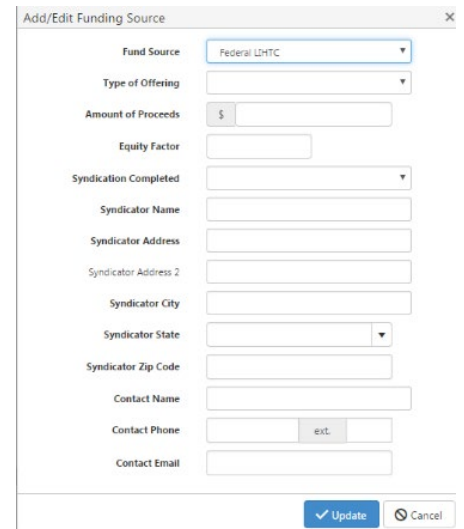 Add/Edit Funding Source ×
Fund Source Federal LIHTC
Type of Offering
Amount of Proceeds $
Equity Factor
Syndication Completed
Syndicator Name
Syndicator Address
Syndicator Address 2
Syndicator City
Syndicator State
Syndicator Zip Code
Contact Name
Contact Phone ext.
Contact Email
Update Cancel